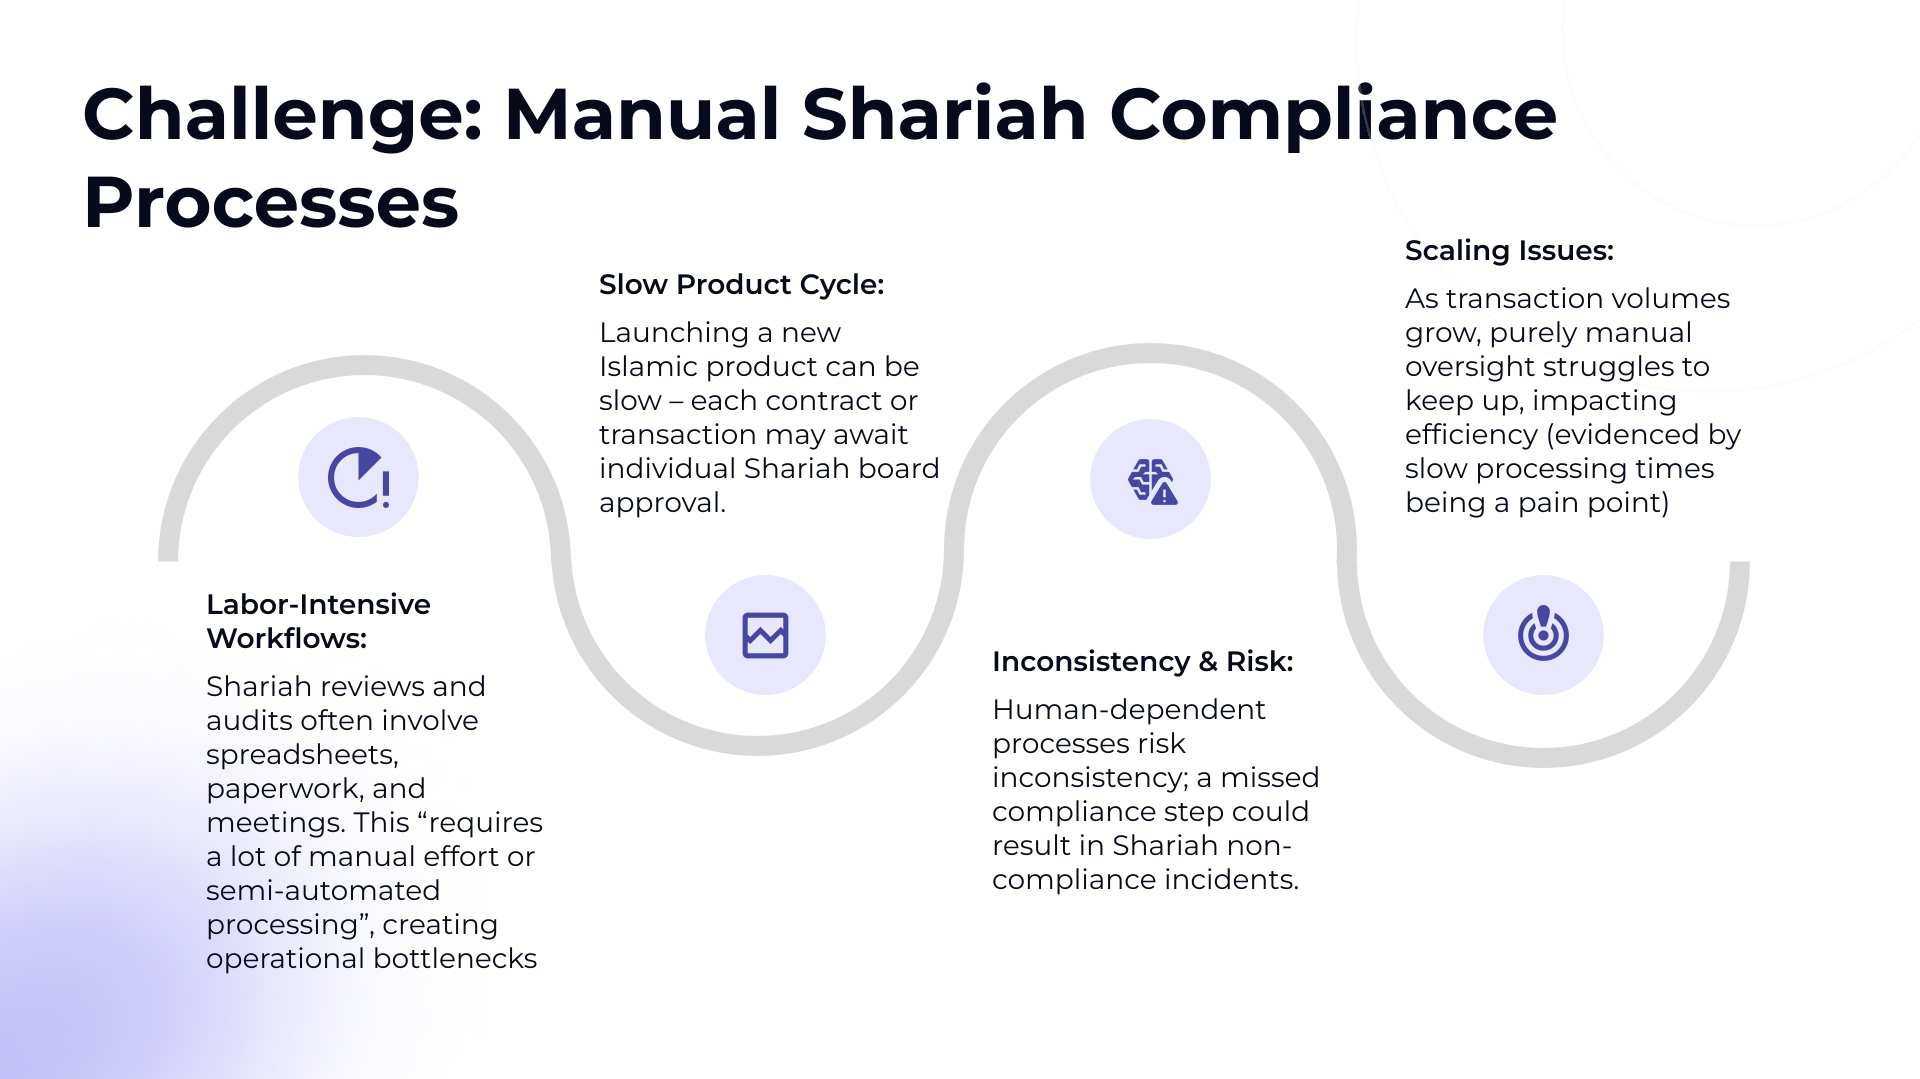 Challenge: Manual Shariah Compliance
Processes
Labor-Intensive
Workflows:
Shariah reviews and
audits often involve
spreadsheets,
paperwork, and
meetings. This “requires
a lot of manual effort or
semi-automated
processing”, creating
operational bottlenecks
Slow Product Cycle:
Launching a new
Islamic product can be
slow – each contract or
transaction may await
individual Shariah board
approval.
Inconsistency & Risk:
Human-dependent
processes risk
inconsistency; a missed
compliance step could
result in Shariah non-
compliance incidents.
Scaling Issues:
As transaction volumes
grow, purely manual
oversight struggles to
keep up, impacting
efficiency (evidenced by
slow processing times
being a pain point)